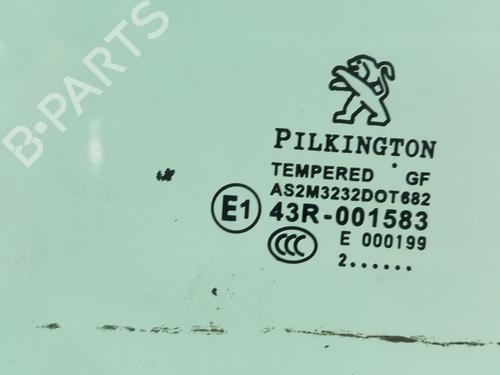 B-PARTS
PILKINGTON
TEMPERED GF
AS2M3232DOT682
E1 43R-001583
CCC E 000199
2......